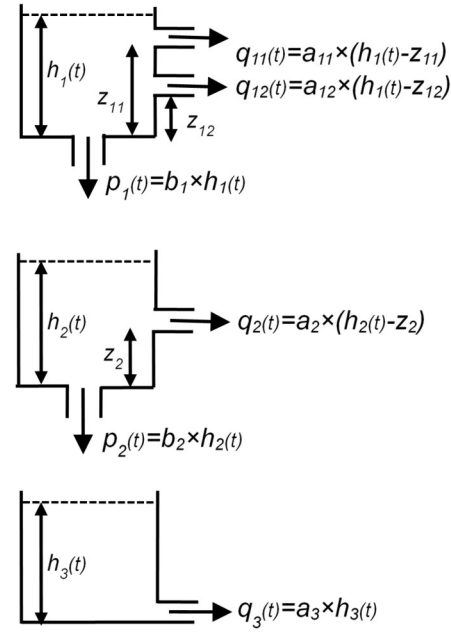 q₁₁(t)=a₁₁×(h₁(t)-z₁₁)
h₁(t)
q₁₂(t)=a₁₂×(h₁(t)-z₁₂)
z₁₁
z₁₂
p₁(t)=b₁×h₁(t)
h₂(t)
q₂(t)=a₂×(h₂(t)-z₂)
z₂
p₂(t)=b₂×h₂(t)
h₃(t)
q₃(t)=a₃×h₃(t)